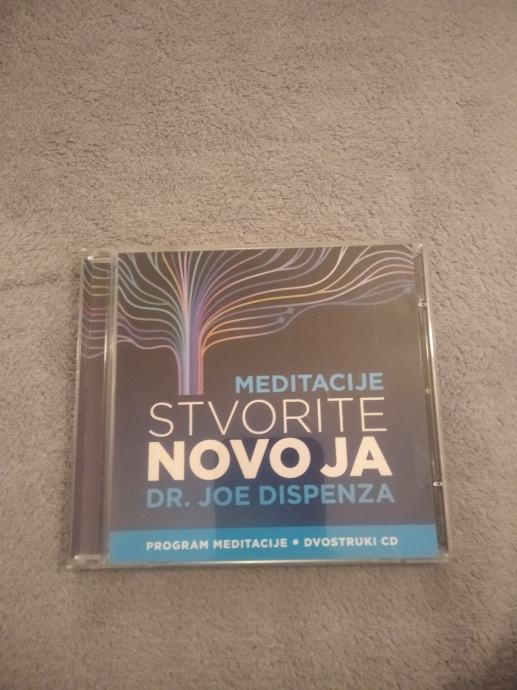 MEDITACIJE
STVORITE
NOVO JA
DR. JOE DISPENZA
PROGRAM MEDITACIJE • DVOSTRUKI CD